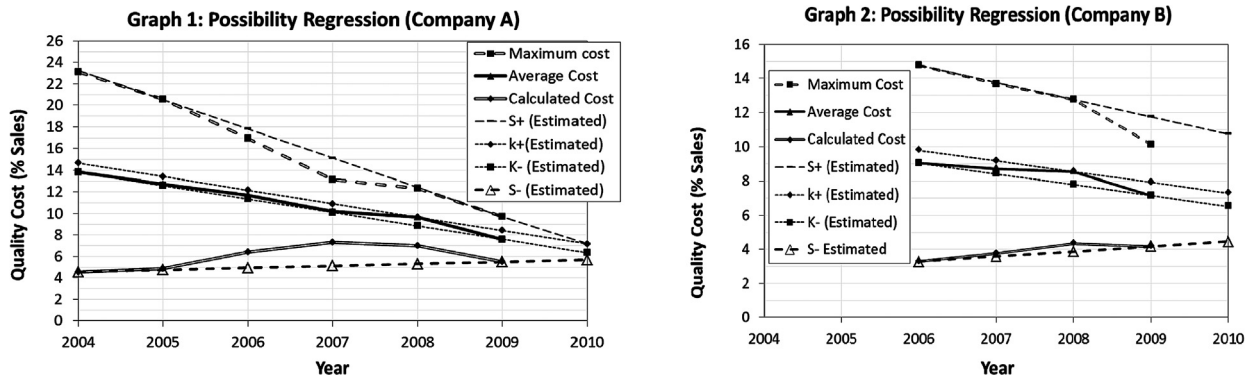 Graph 1: Possibility Regression (Company A)
Quality Cost (% Sales)
28
26
24
22
20
18
16
14
12
10
8
6
4
2
0
Maximum cost
Average Cost
Calculated Cost
S+ (Estimated)
k+(Estimated)
K- (Estimated)
S- (Estimated)
2004 2005 2006 2007 2008 2009 2010
Year
Graph 2: Possibility Regression (Company B)
Quality Cost (% Sales)
16
14
12
10
8
6
4
2
0
Maximum Cost
Average Cost
Calculated Cost
S+ (Estimated)
k+ (Estimated)
K- (Estimated)
S- Estimated
2004 2005 2006 2007 2008 2009 2010
Year